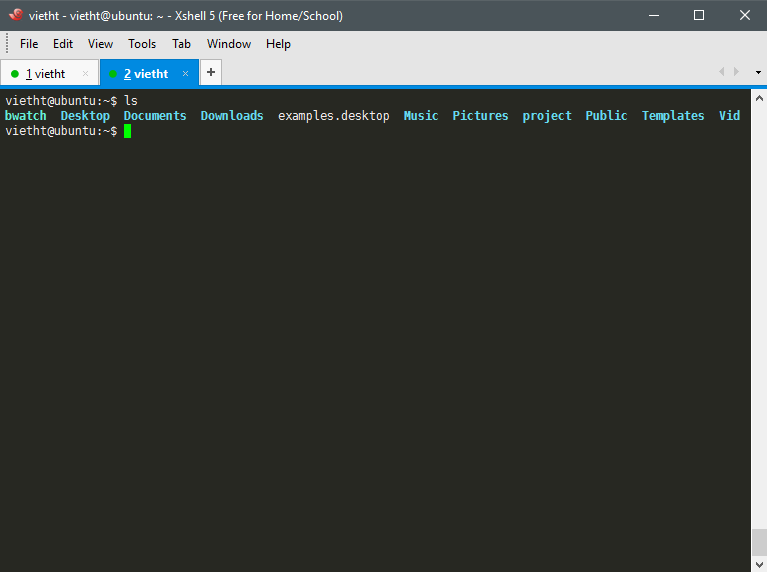 vietht - vietht@ubuntu: ~ - Xshell 5 (Free for Home/School)
File Edit View Tools Tab Window Help
1 vietht × 2 vietht × +
vietht@ubuntu:~$ ls
bwatch Desktop Documents Downloads examples.desktop Music Pictures project Public Templates Vid
vietht@ubuntu:~$